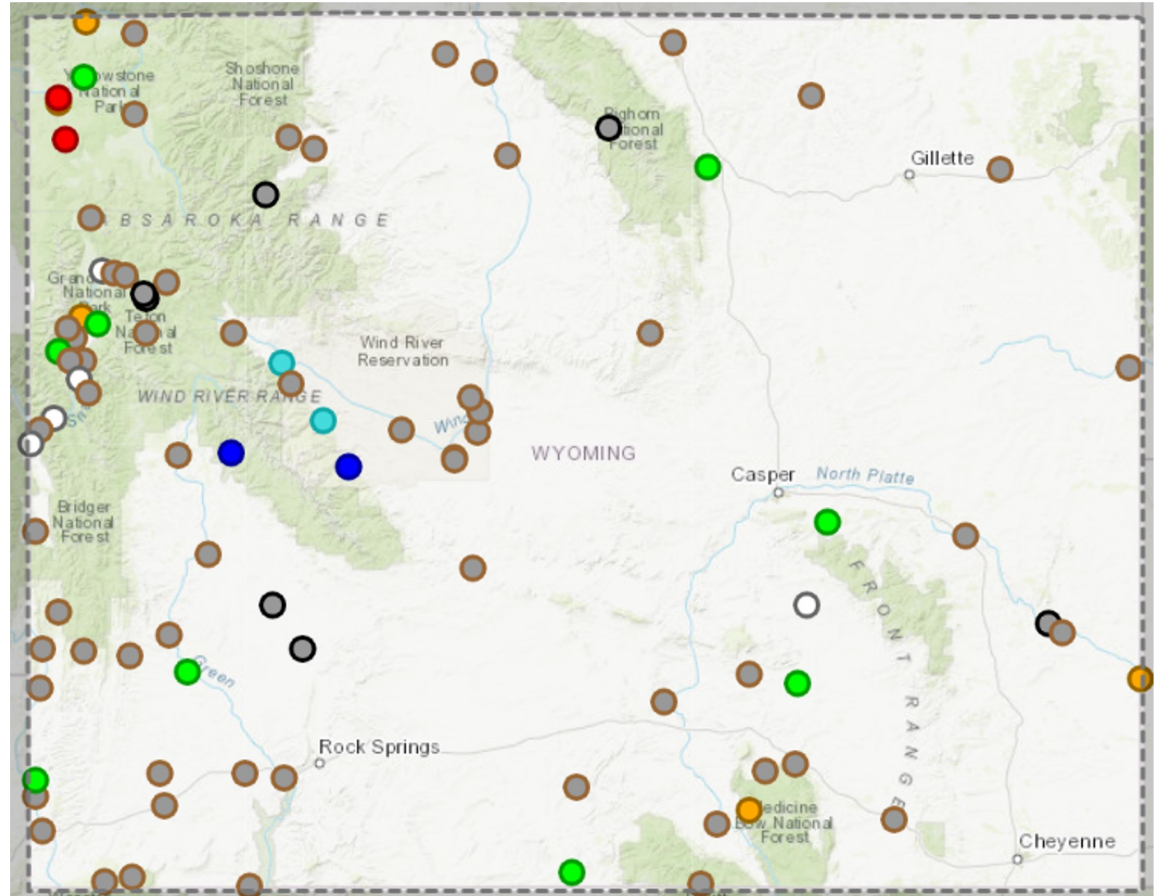 Yellowstone
National
Park
Shoshone
National
Forest
Bighorn
National
Forest
Gillette
ABSAROKA RANGE
Grand
National
Park
Teton
National
Forest
Wind River
Reservation
WIND RIVER RANGE
Wind
WYOMING
Casper
North Platte
Bridger
National
Forest
FRONT RANGE
Green
Rock Springs
Medicine
Bow National
Forest
Cheyenne